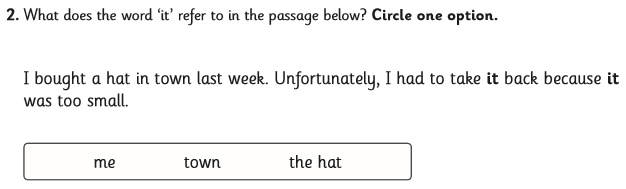 2. What does the word ‘it’ refer to in the passage below? Circle one option.
I bought a hat in town last week. Unfortunately, I had to take it back because it
was too small.
me town the hat